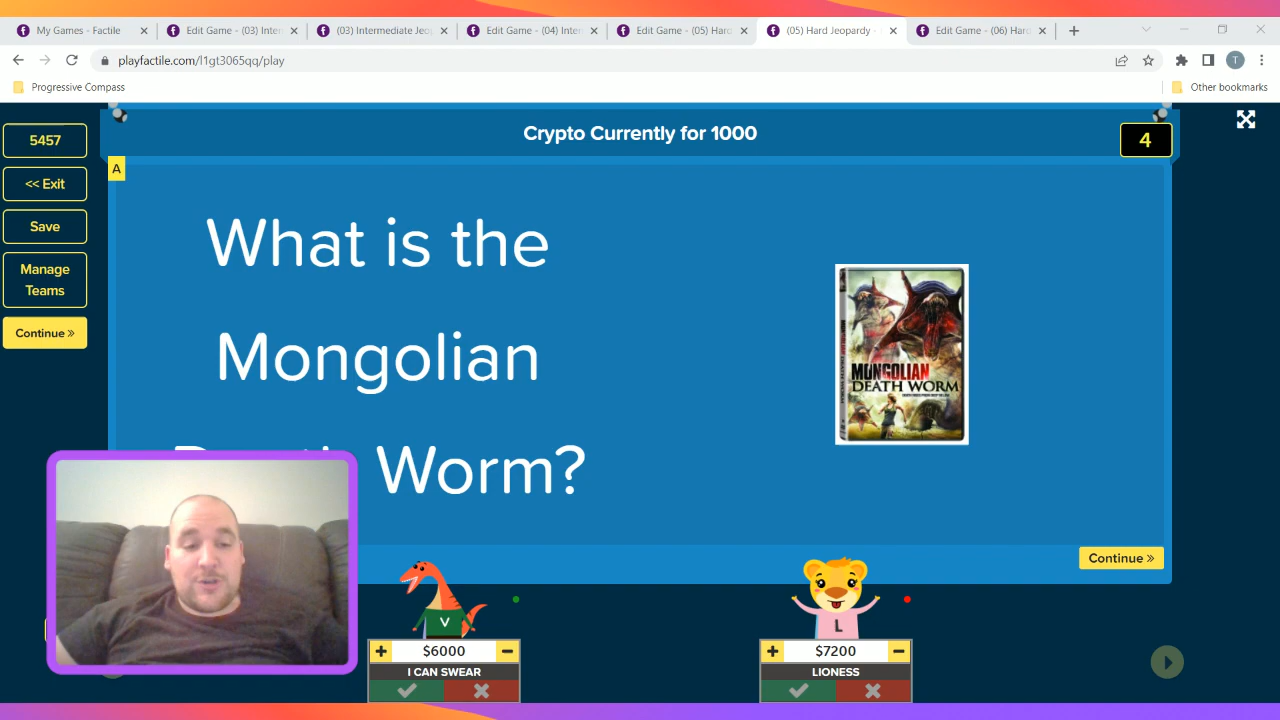 My Games - Factile
Edit Game - (03) Inter
(03) Intermediate Jeo
Edit Game - (04) Inter
Edit Game - (05) Hard
(05) Hard Jeopardy -
Edit Game - (06) Hard
playfactile.com/l1gt3065qq/play
T
Progressive Compass
Other bookmarks
5457
<< Exit
Save
Manage
Teams
Continue »
Crypto Currently for 1000
4
A
What is the
Mongolian
Worm?
MONGOLIAN
DEATH WORM
Continue »
V
L
+ $6000 −
I CAN SWEAR
+ $7200 −
LIONESS